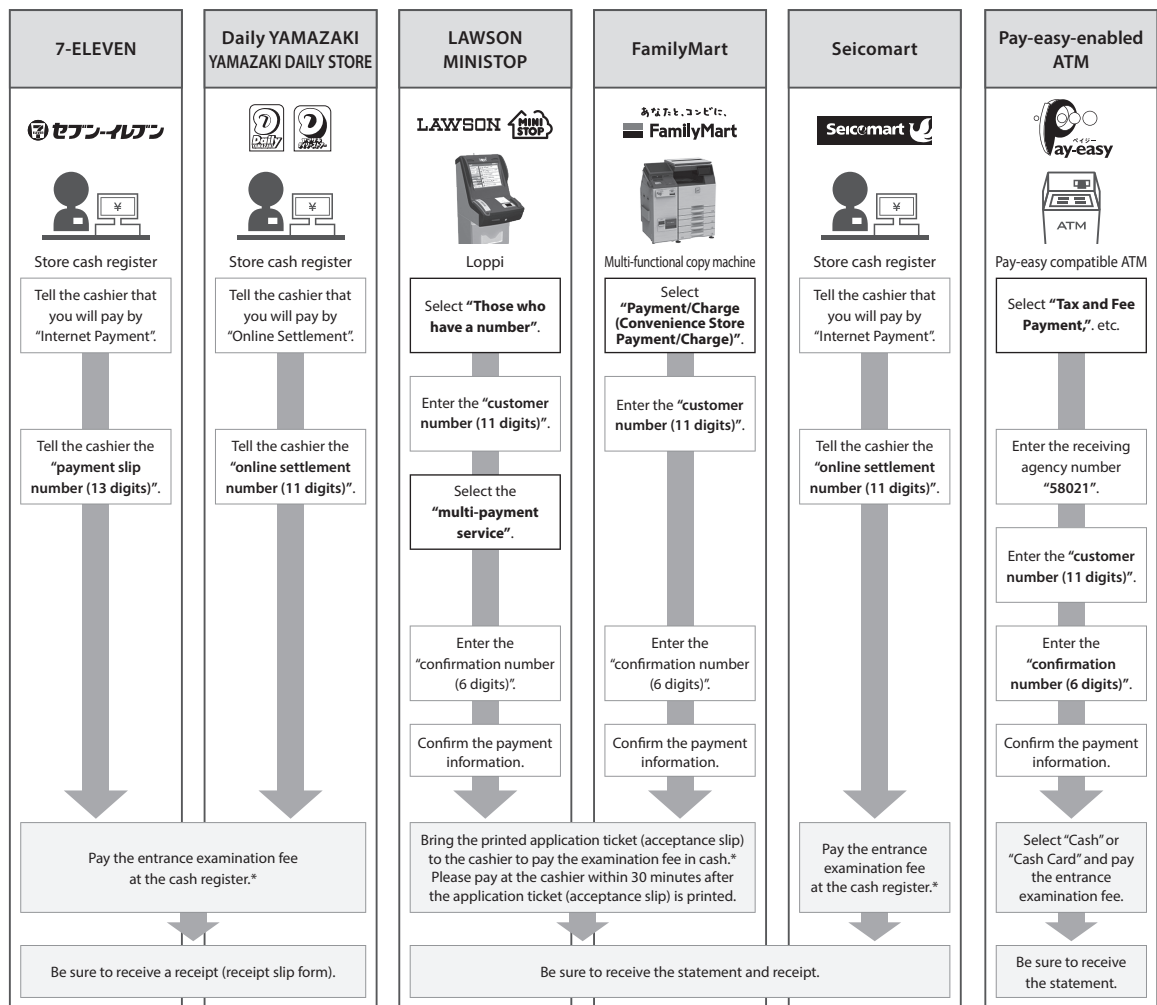 7-ELEVEN
Daily YAMAZAKI
YAMAZAKI DAILY STORE
LAWSON
MINISTOP
FamilyMart
Seicomart
Pay-easy-enabled
ATM
セブン-イレブン
Daily
LAWSON
MINI
STOP
あなたと、コンビに、
FamilyMart
Seicomart
ペイジー
Pay-easy
¥
¥
¥
ATM
Store cash register
Store cash register
Loppi
Multi-functional copy machine
Store cash register
Pay-easy compatible ATM
Tell the cashier that
you will pay by
“Internet Payment”.
Tell the cashier that
you will pay by
“Online Settlement”.
Select “Those who
have a number”.
Select
“Payment/Charge
(Convenience Store
Payment/Charge)”.
Tell the cashier that
you will pay by
“Internet Payment”.
Select “Tax and Fee
Payment,”. etc.
Enter the “customer
number (11 digits)”.
Enter the “customer
number (11 digits)”.
Tell the cashier the
“payment slip
number (13 digits)”.
Tell the cashier the
“online settlement
number (11 digits)”.
Select the
“multi-payment
service”.
Tell the cashier the
“online settlement
number (11 digits)”.
Enter the receiving
agency number
“58021”.
Enter the “customer
number (11 digits)”.
Enter the
“confirmation number
(6 digits)”.
Enter the
“confirmation number
(6 digits)”.
Enter the
“confirmation
number (6 digits)”.
Confirm the payment
information.
Confirm the payment
information.
Confirm the payment
information.
Pay the entrance examination fee
at the cash register.*
Bring the printed application ticket (acceptance slip)
to the cashier to pay the examination fee in cash.*
Please pay at the cashier within 30 minutes after
the application ticket (acceptance slip) is printed.
Pay the entrance
examination fee
at the cash register.*
Select “Cash” or
“Cash Card” and pay
the entrance
examination fee.
Be sure to receive a receipt (receipt slip form).
Be sure to receive the statement and receipt.
Be sure to receive
the statement.